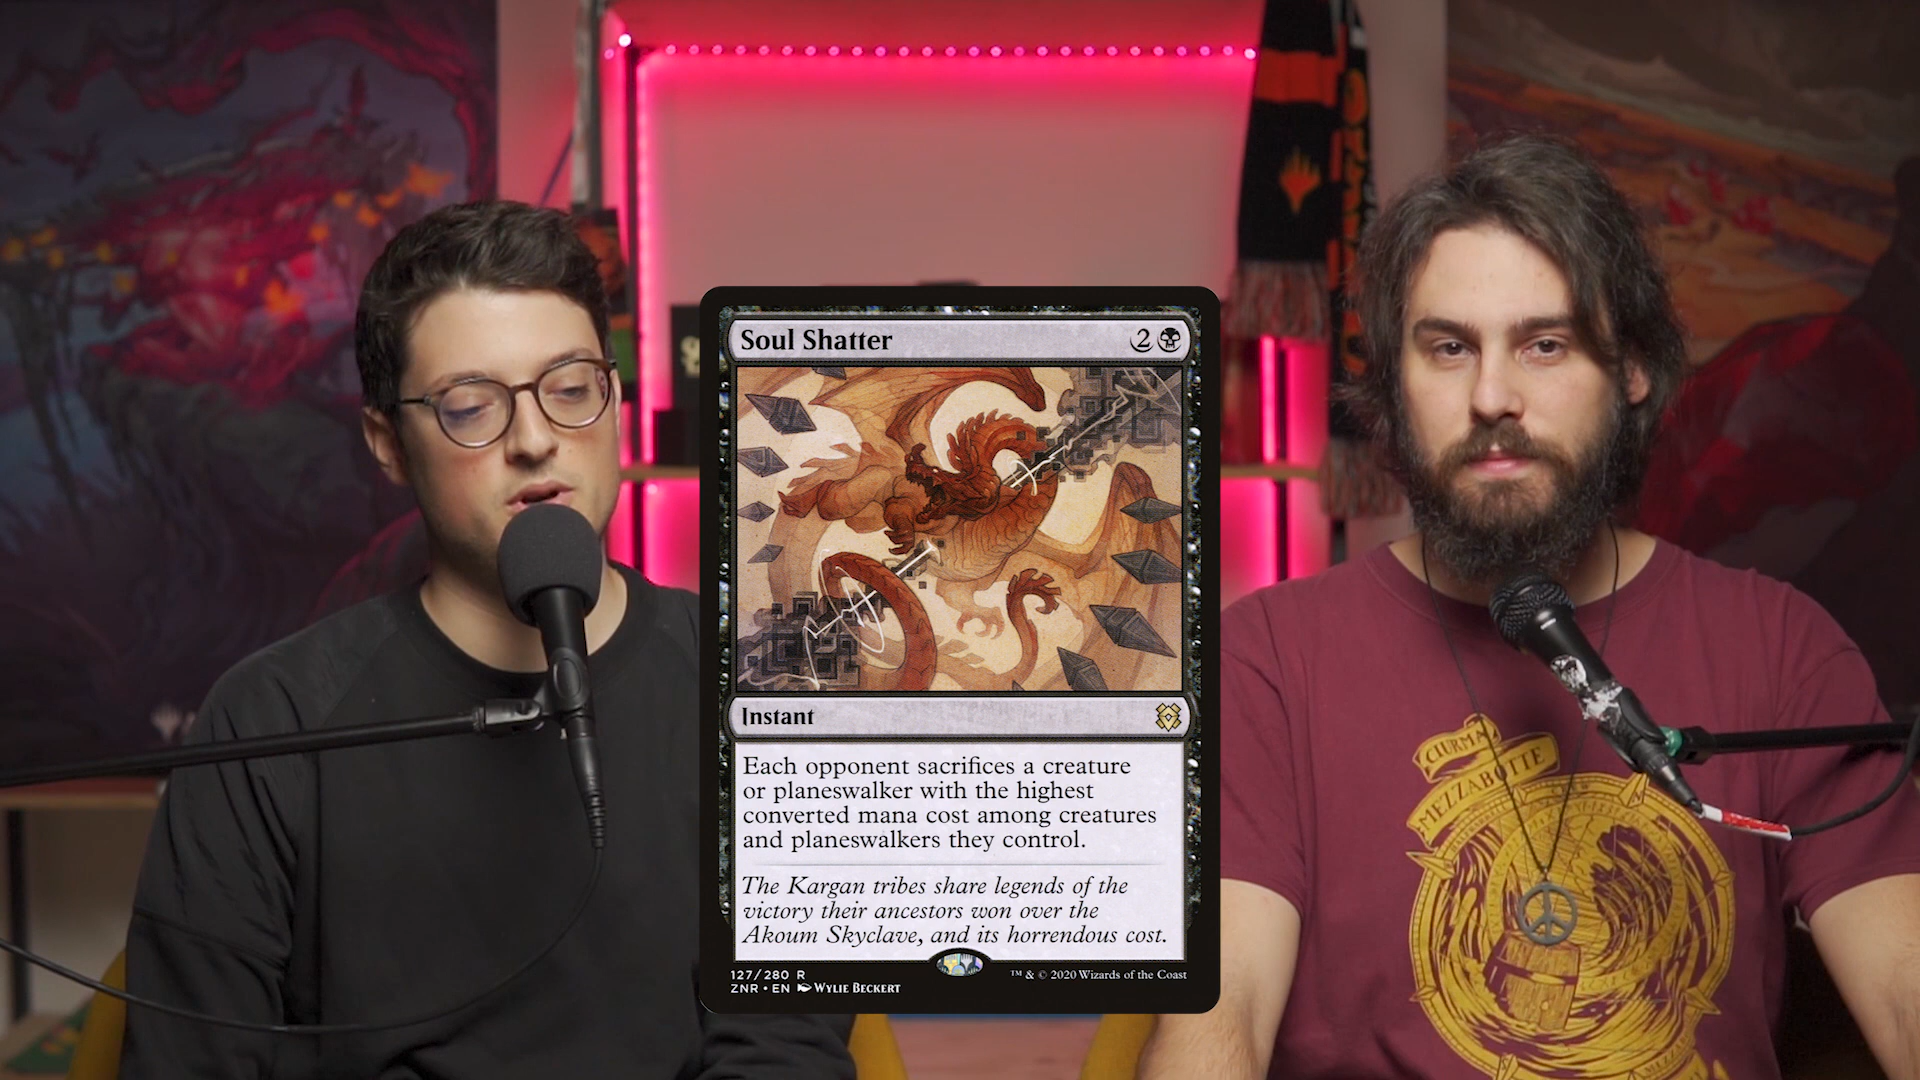 Soul Shatter 2
Instant
Each opponent sacrifices a creature
or planeswalker with the highest
converted mana cost among creatures
and planeswalkers they control.
The Kargan tribes share legends of the
victory their ancestors won over the
Akoum Skyclave, and its horrendous cost.
127/280 R
ZNR • EN Wylie Beckert
™ & © 2020 Wizards of the Coast
CIURMA
MEZZABOTTE